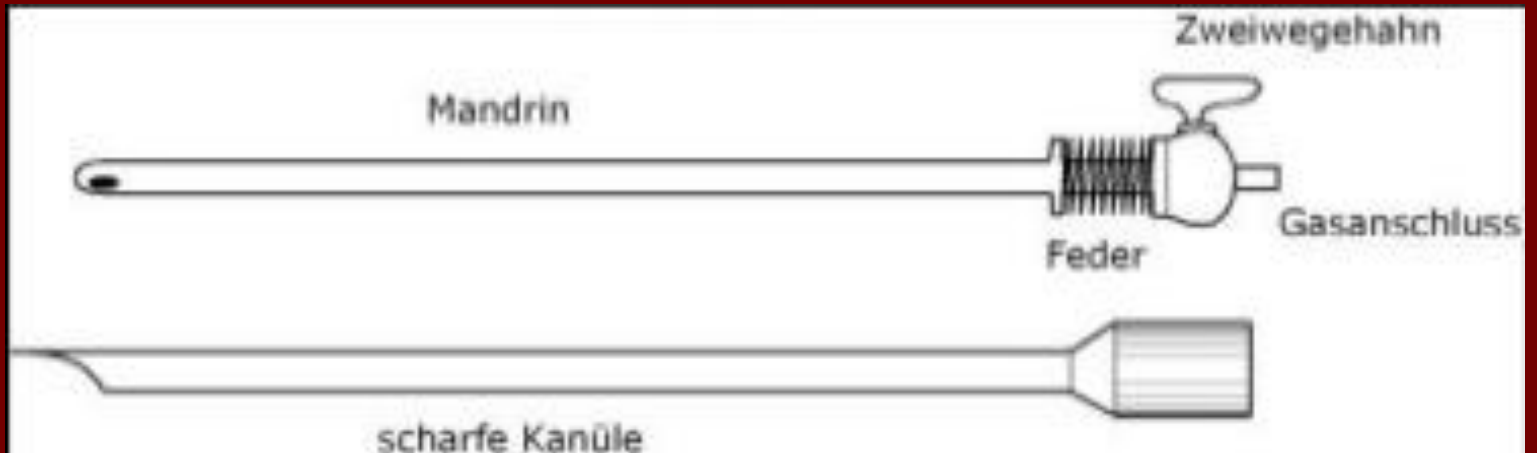 Zweiwegehahn
Mandrin
Gasanschluss
Feder
scharfe Kanüle